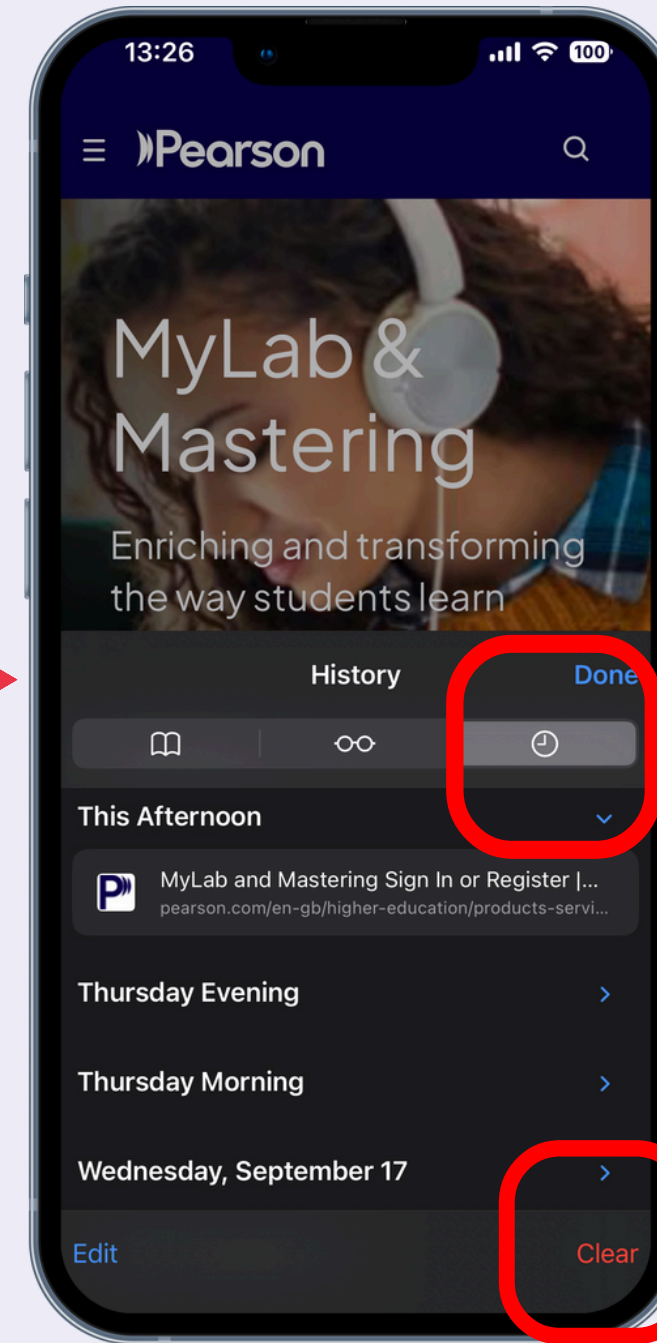 13:26
100
Pearson
MyLab &
Mastering
Enriching and transforming
the way students learn
History
Done
This Afternoon
MyLab and Mastering Sign In or Register |...
pearson.com/en-gb/higher-education/products-servi...
Thursday Evening
Thursday Morning
Wednesday, September 17
Edit
Clear